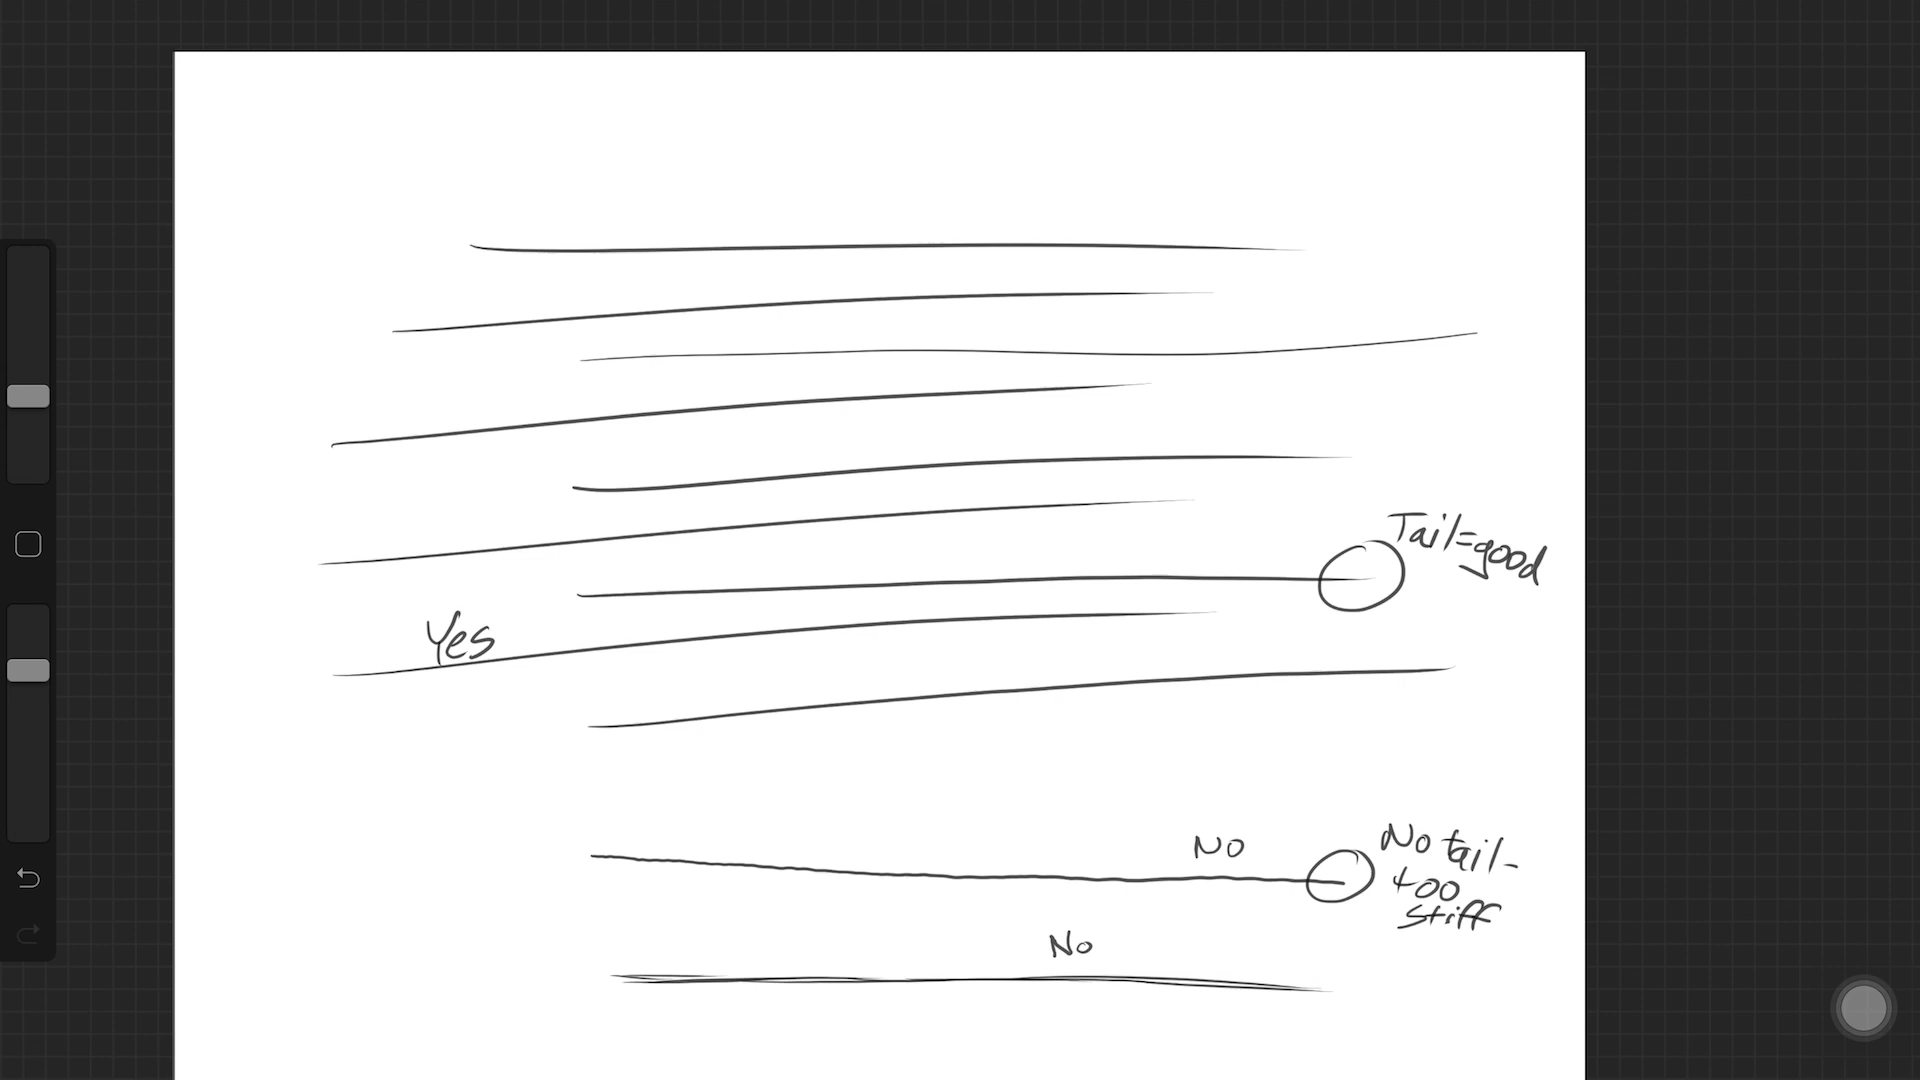 Tail=good
Yes
NO
No tail-
too
stiff
No